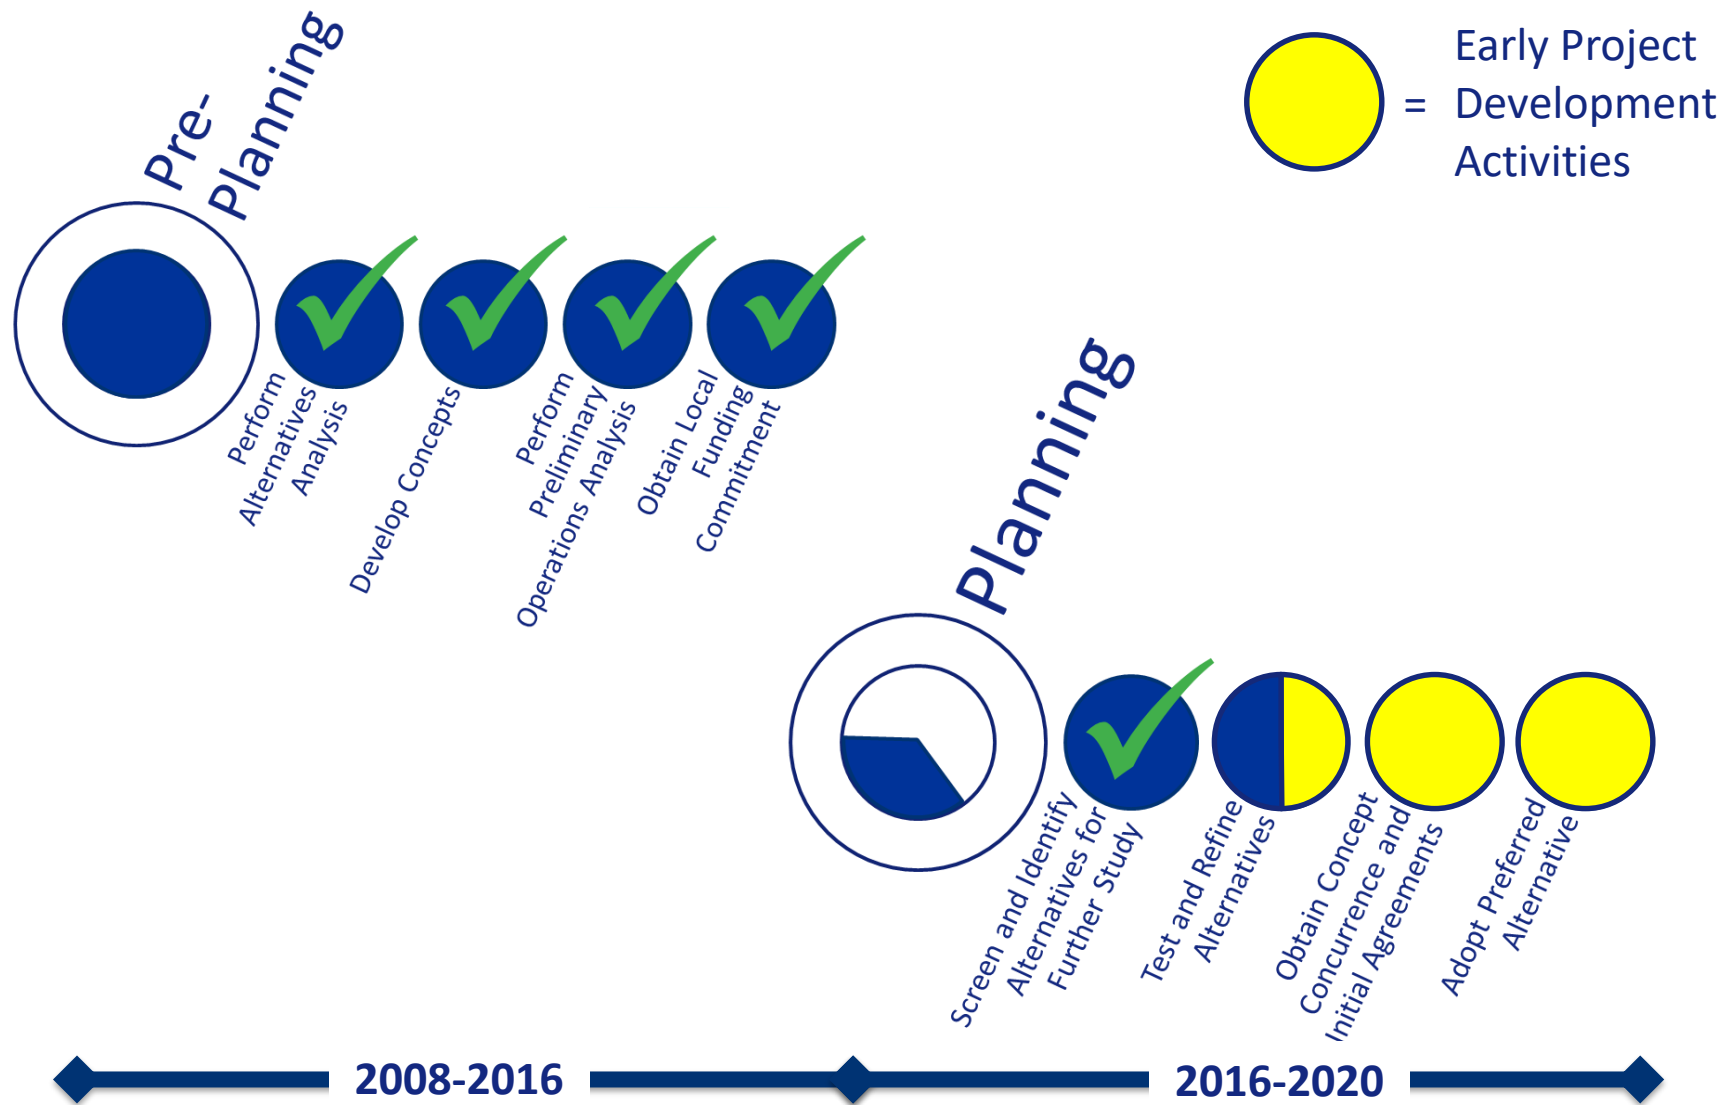 Early Project
= Development
Activities
Pre-
Planning
Perform
Alternatives
Analysis
Develop Concepts
Perform
Preliminary
Operations Analysis
Obtain Local
Funding
Commitment
Planning
Screen and Identify
Alternatives for
Further Study
Test and Refine
Alternatives
Obtain Concept
Concurrence and
Initial Agreements
Adopt Preferred
Alternative
2008-2016
2016-2020